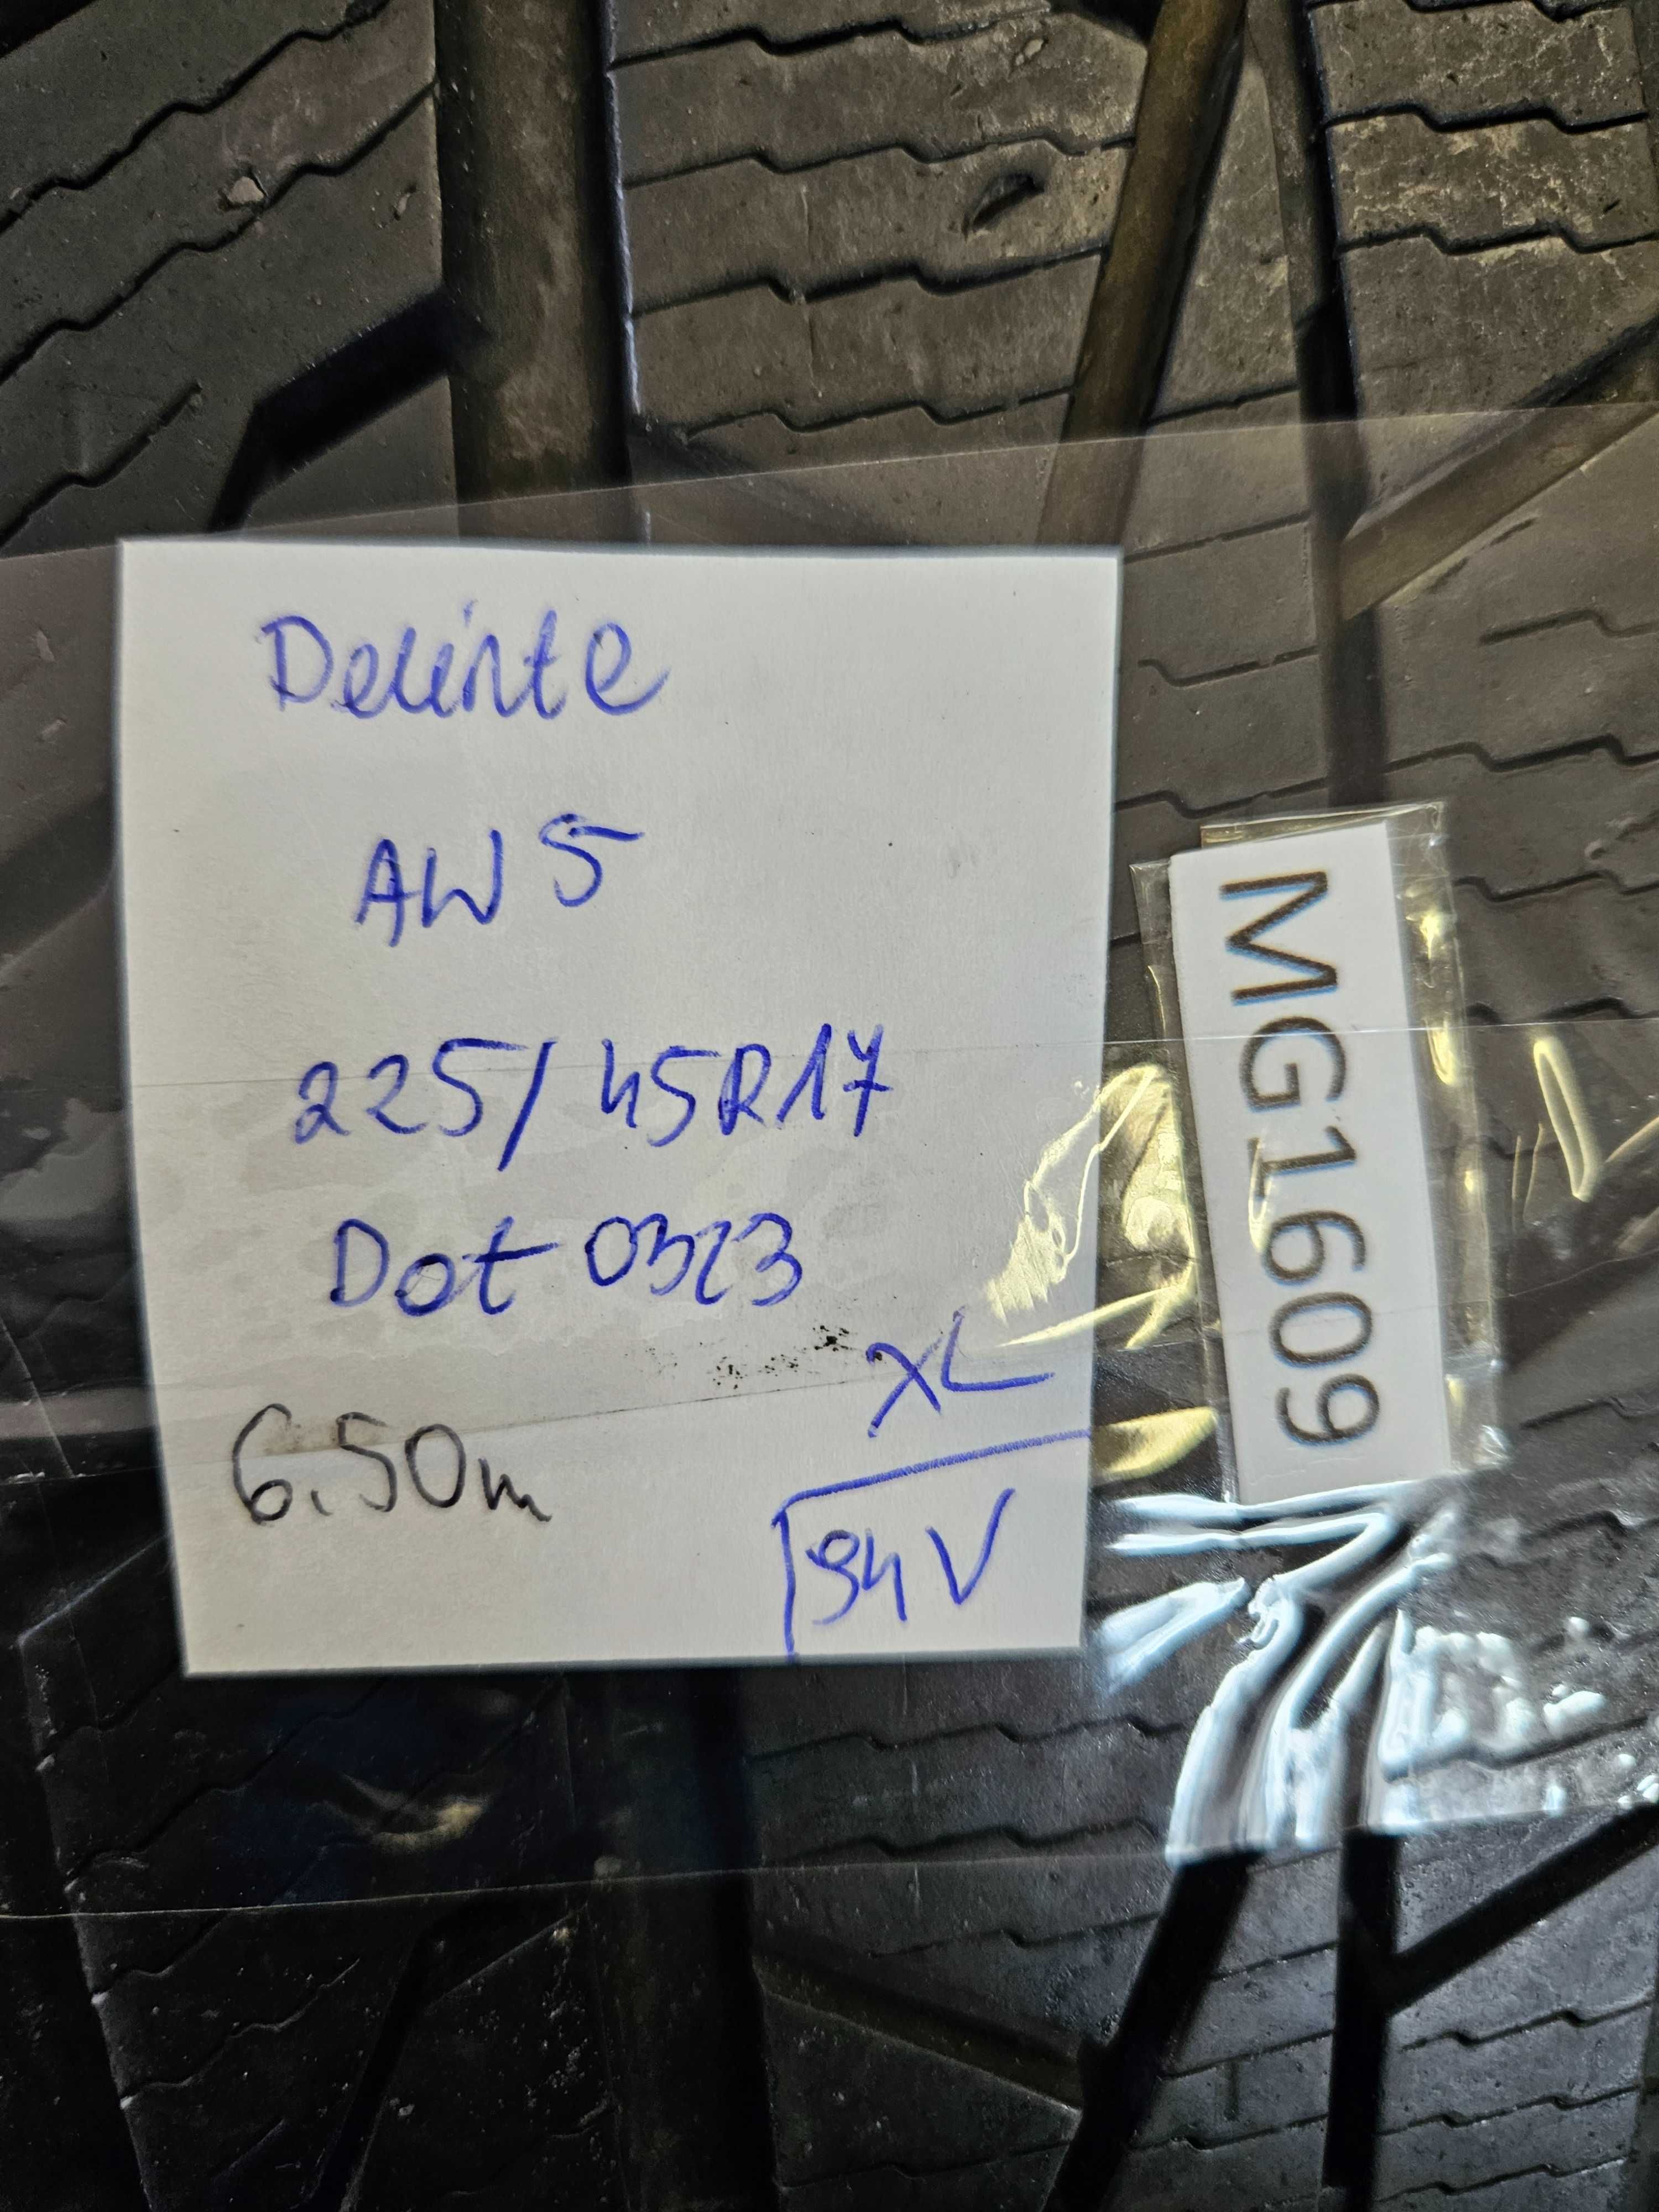 Delinte
AW5
225/45R17
Dot 0323
XL
6.50m
94V
MG1609